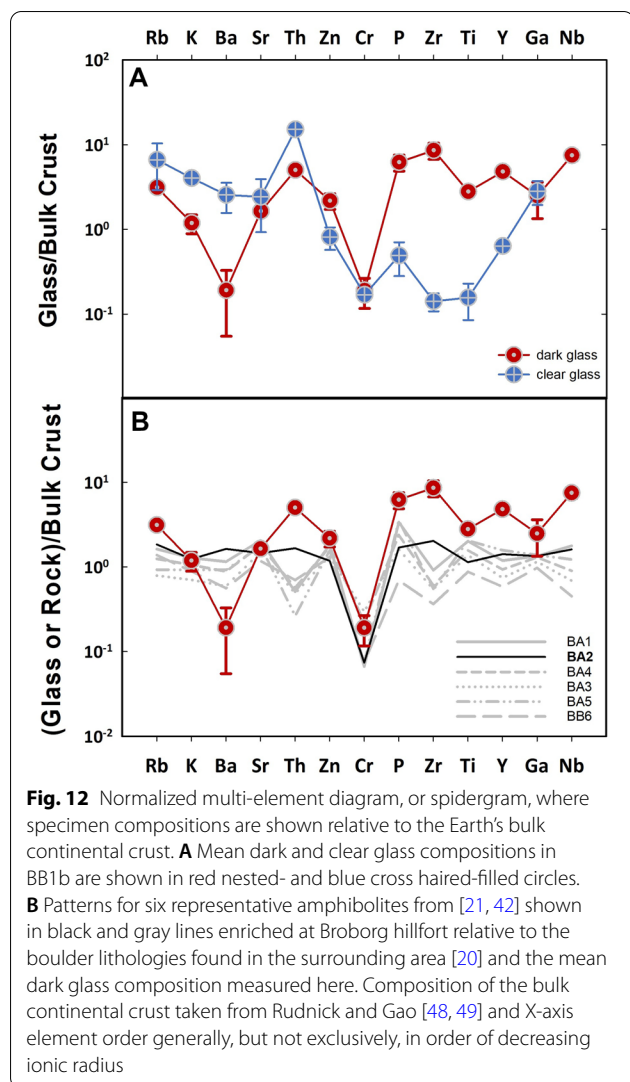 Rb K Ba Sr Th Zn Cr P Zr Ti Y Ga Nb
10²
A
10¹
10⁰
10⁻¹
Glass/Bulk Crust
dark glass
clear glass
B
10¹
10⁰
10⁻¹
10⁻²
(Glass or Rock)/Bulk Crust
BA1
BA2
BA4
BA3
BA5
BB6
Rb K Ba Sr Th Zn Cr P Zr Ti Y Ga Nb
Fig. 12 Normalized multi-element diagram, or spidergram, where
specimen compositions are shown relative to the Earth's bulk
continental crust. A Mean dark and clear glass compositions in
BB1b are shown in red nested- and blue cross haired-filled circles.
B Patterns for six representative amphibolites from [21, 42] shown
in black and gray lines enriched at Broborg hillfort relative to the
boulder lithologies found in the surrounding area [20] and the mean
dark glass composition measured here. Composition of the bulk
continental crust taken from Rudnick and Gao [48, 49] and X-axis
element order generally, but not exclusively, in order of decreasing
ionic radius